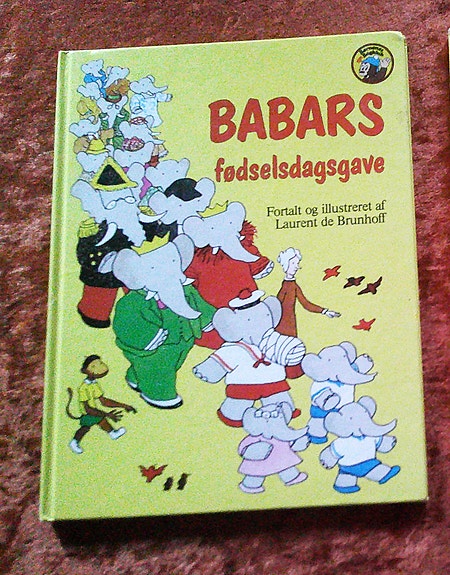 BABARS
fødselsdagsgave
Fortalt og illustreret af
Laurent de Brunhoff